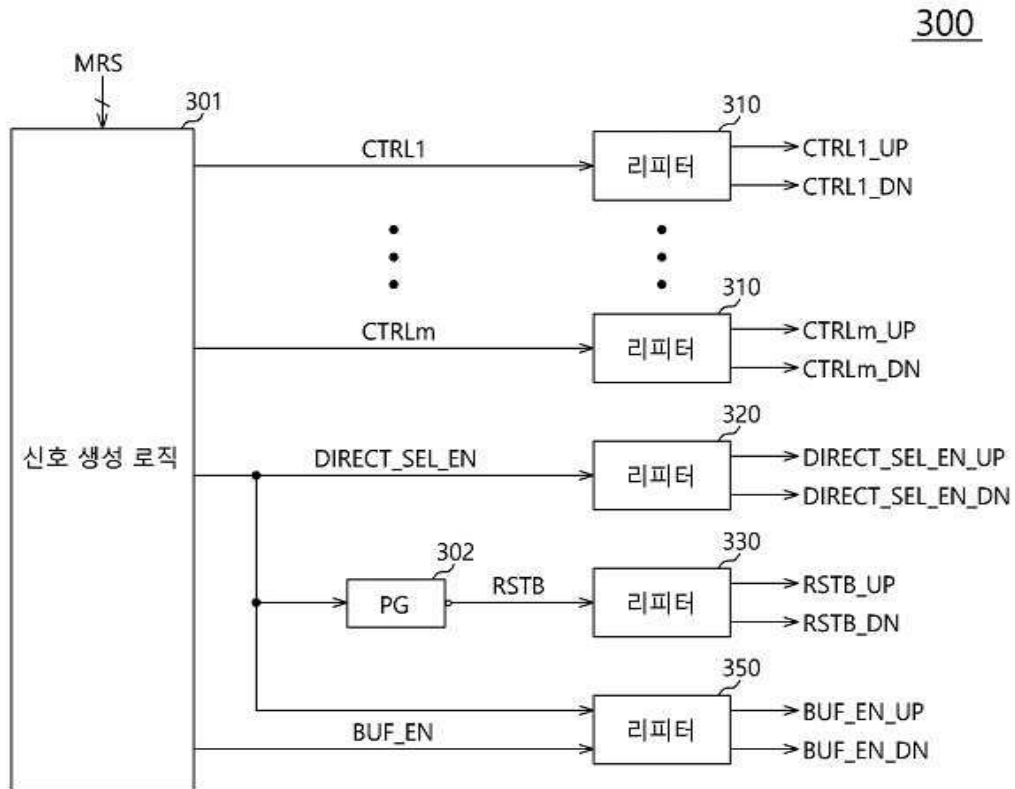 300
MRS
301
310
CTRL1
리피터
CTRL1_UP
CTRL1_DN
310
CTRLm
리피터
CTRLm_UP
CTRLm_DN
320
신호 생성 로직
DIRECT_SEL_EN
리피터
DIRECT_SEL_EN_UP
DIRECT_SEL_EN_DN
302
330
PG
RSTB
리피터
RSTB_UP
RSTB_DN
350
BUF_EN
리피터
BUF_EN_UP
BUF_EN_DN